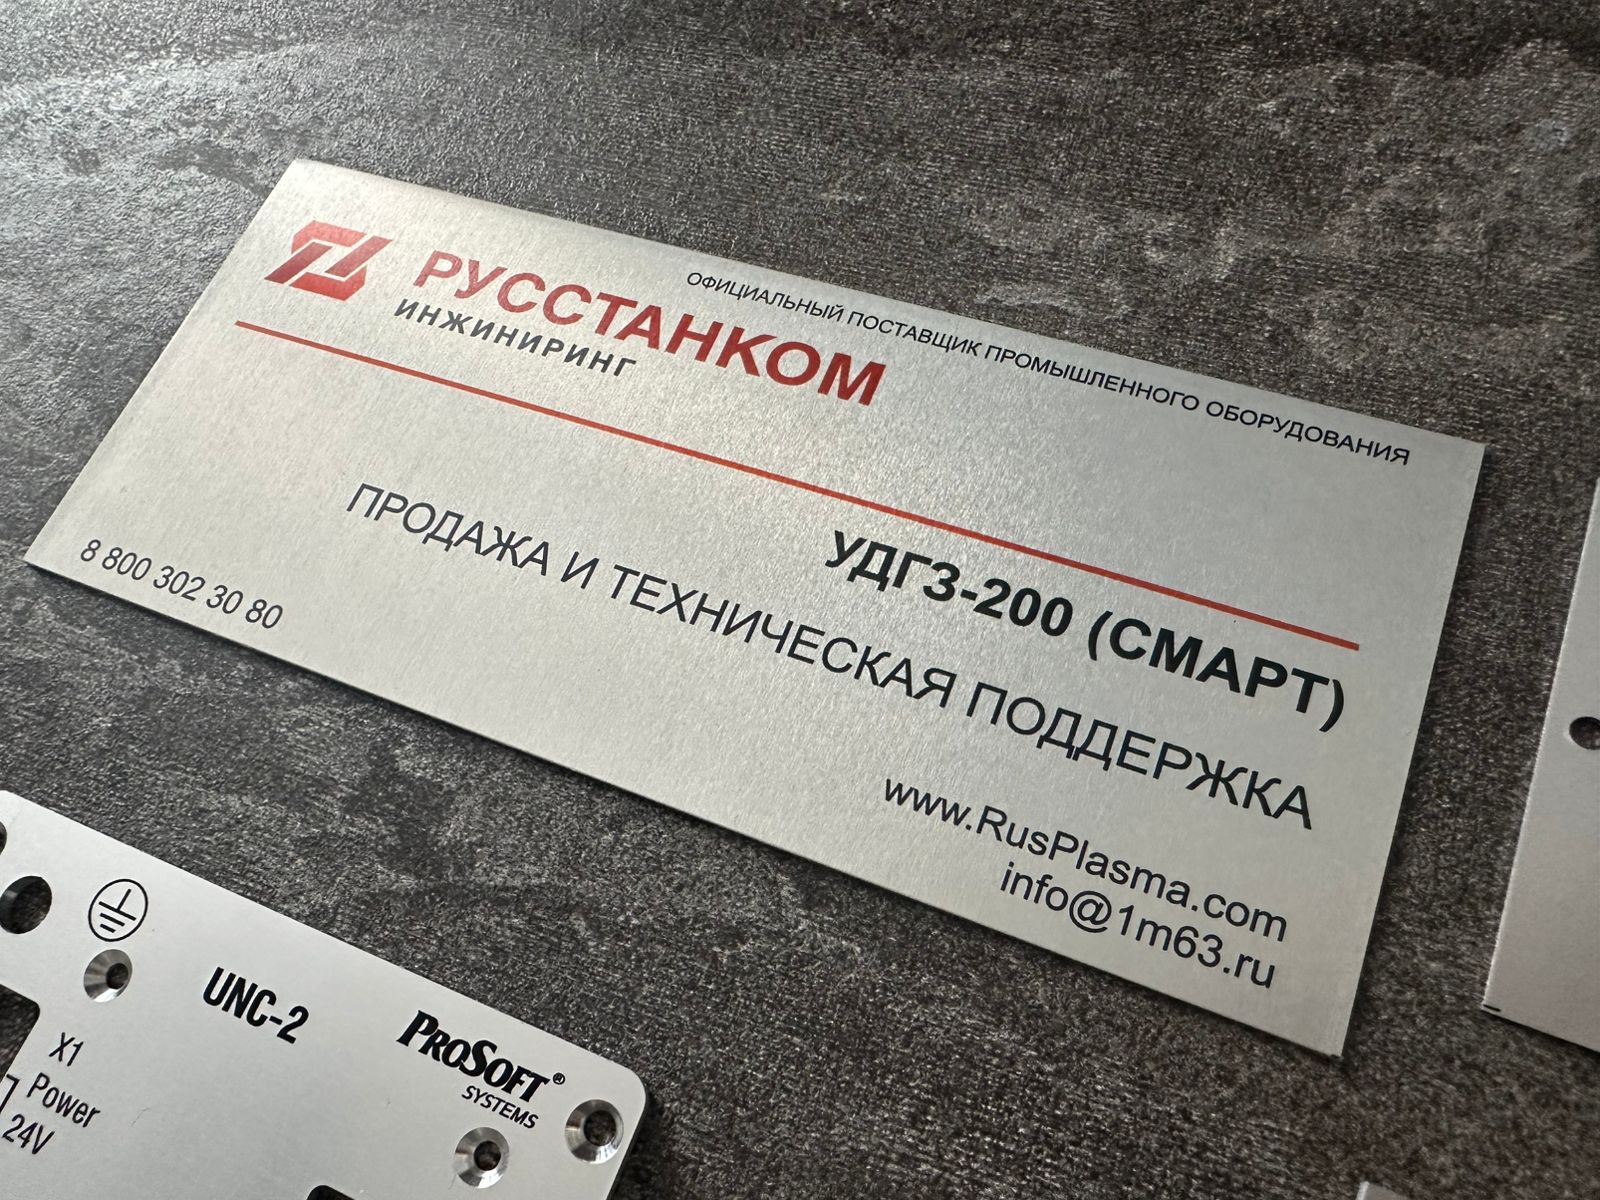 РУССТАНКОМ
ИНЖИНИРИНГ
ОФИЦИАЛЬНЫЙ ПОСТАВЩИК ПРОМЫШЛЕННОГО ОБОРУДОВАНИЯ
УДГЗ-200 (СМАРТ)
ПРОДАЖА И ТЕХНИЧЕСКАЯ ПОДДЕРЖКА
8 800 302 30 80
www.RusPlasma.com
info@1m63.ru
UNC-2
PROSOFT®
SYSTEMS
X1
Power
24V